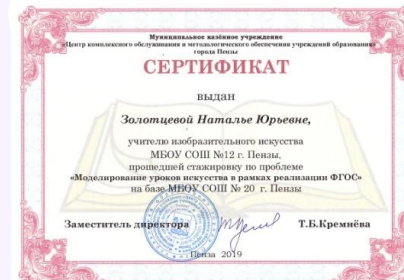 Муниципальное казённое учреждение
«Центр комплексного обслуживания и методологического обеспечения учреждений образования»
города Пензы
СЕРТИФИКАТ
выдан
Золотцевой Наталье Юрьевне,
учителю изобразительного искусства
МБОУ СОШ №12 г. Пензы,
прошедшей стажировку по проблеме
«Моделирование уроков искусства в рамках реализации ФГОС»
на базе МБОУ СОШ № 20 г. Пензы
Заместитель директора Т.Б.Кремнёва
Пенза 2019